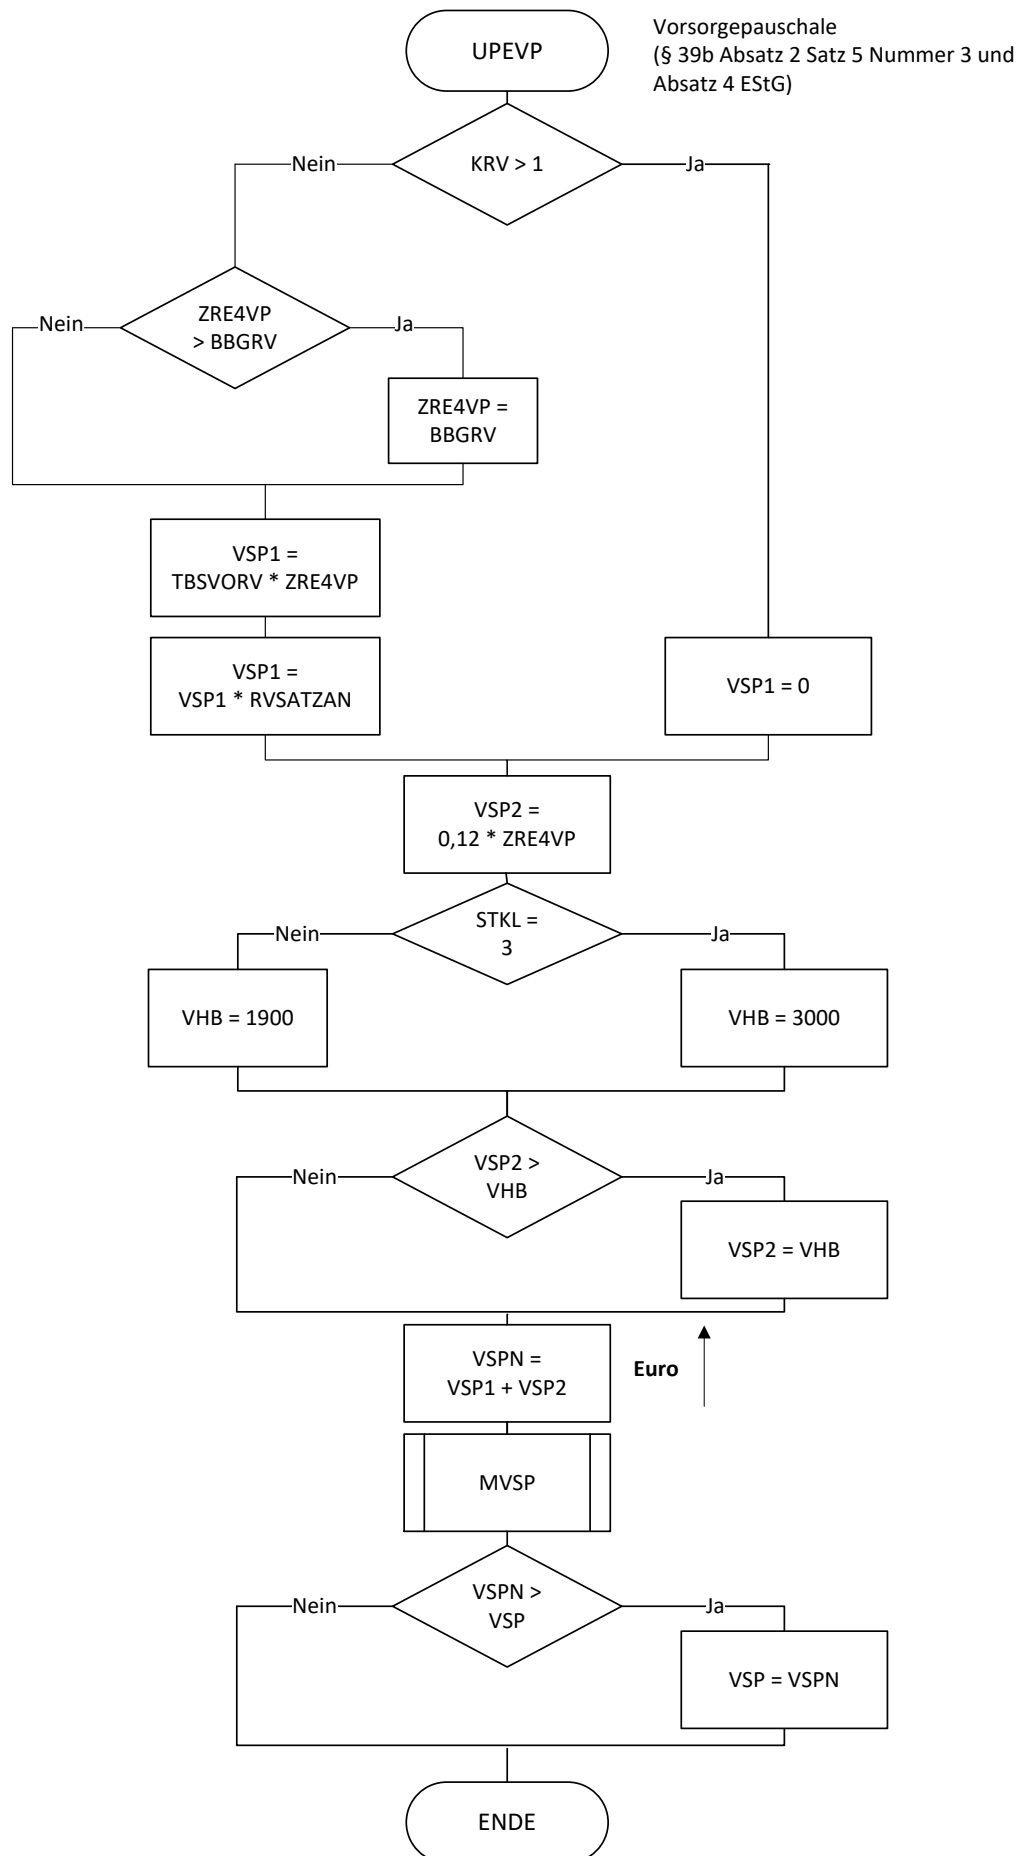 UPEVP
Vorsorgepauschale
(§ 39b Absatz 2 Satz 5 Nummer 3 und
Absatz 4 EStG)
Nein
KRV > 1
Ja
Nein
ZRE4VP
> BBGRV
Ja
ZRE4VP =
BBGRV
VSP1 =
TBSVORV * ZRE4VP
VSP1 =
VSP1 * RVSATZAN
VSP1 = 0
VSP2 =
0,12 * ZRE4VP
Nein
STKL =
3
Ja
VHB = 1900
VHB = 3000
Nein
VSP2 >
VHB
Ja
VSP2 = VHB
VSPN =
VSP1 + VSP2
Euro
MVSP
Nein
VSPN >
VSP
Ja
VSP = VSPN
ENDE